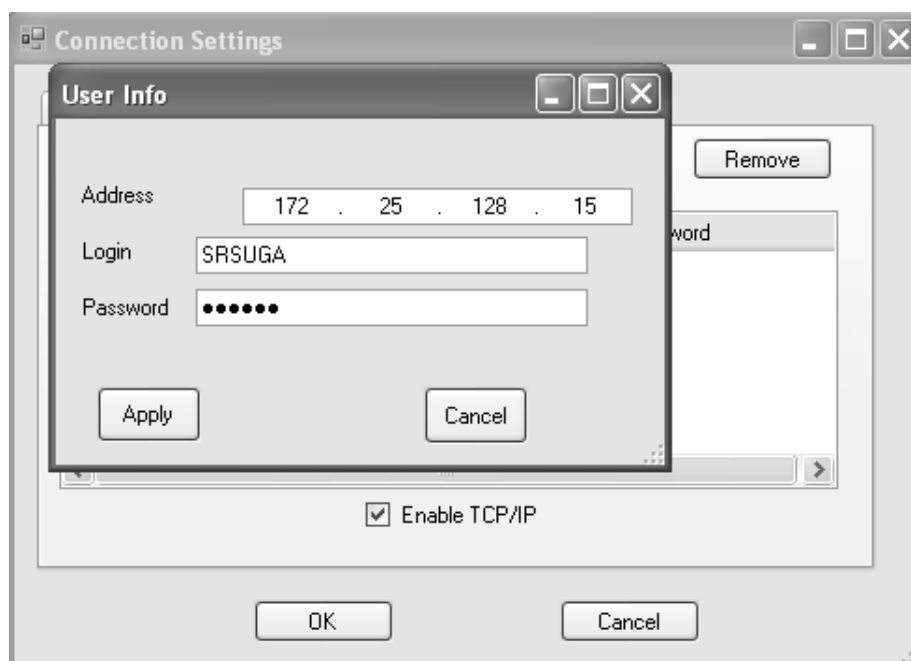 Connection Settings
User Info
Remove
Address 172 . 25 . 128 . 15
Login SRSUGA
Password ●●●●●●
Apply Cancel
Enable TCP/IP
OK Cancel